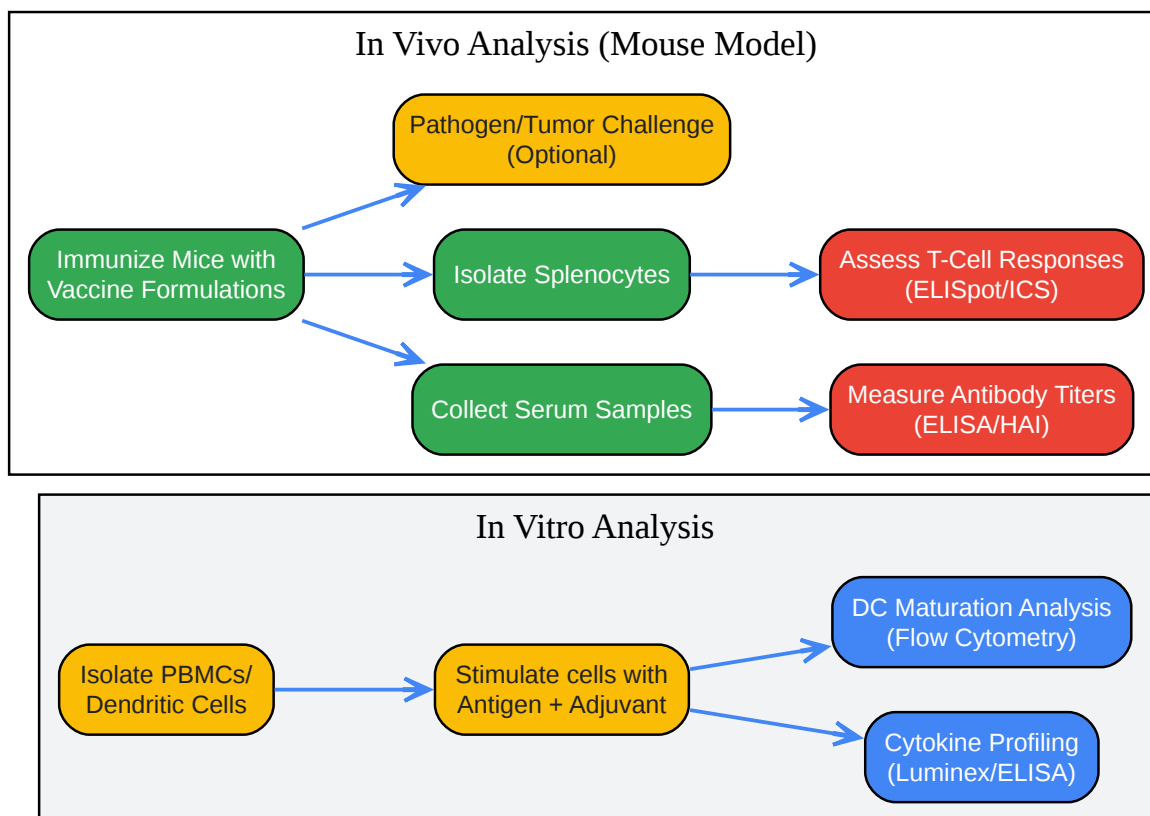 In Vivo Analysis (Mouse Model)
Pathogen/Tumor Challenge
(Optional)
Immunize Mice with
Vaccine Formulations
Isolate Splenocytes
Assess T-Cell Responses
(ELISpot/ICS)
Collect Serum Samples
Measure Antibody Titers
(ELISA/HAI)
In Vitro Analysis
DC Maturation Analysis
(Flow Cytometry)
Isolate PBMCs/
Dendritic Cells
Stimulate cells with
Antigen + Adjuvant
Cytokine Profiling
(Luminex/ELISA)